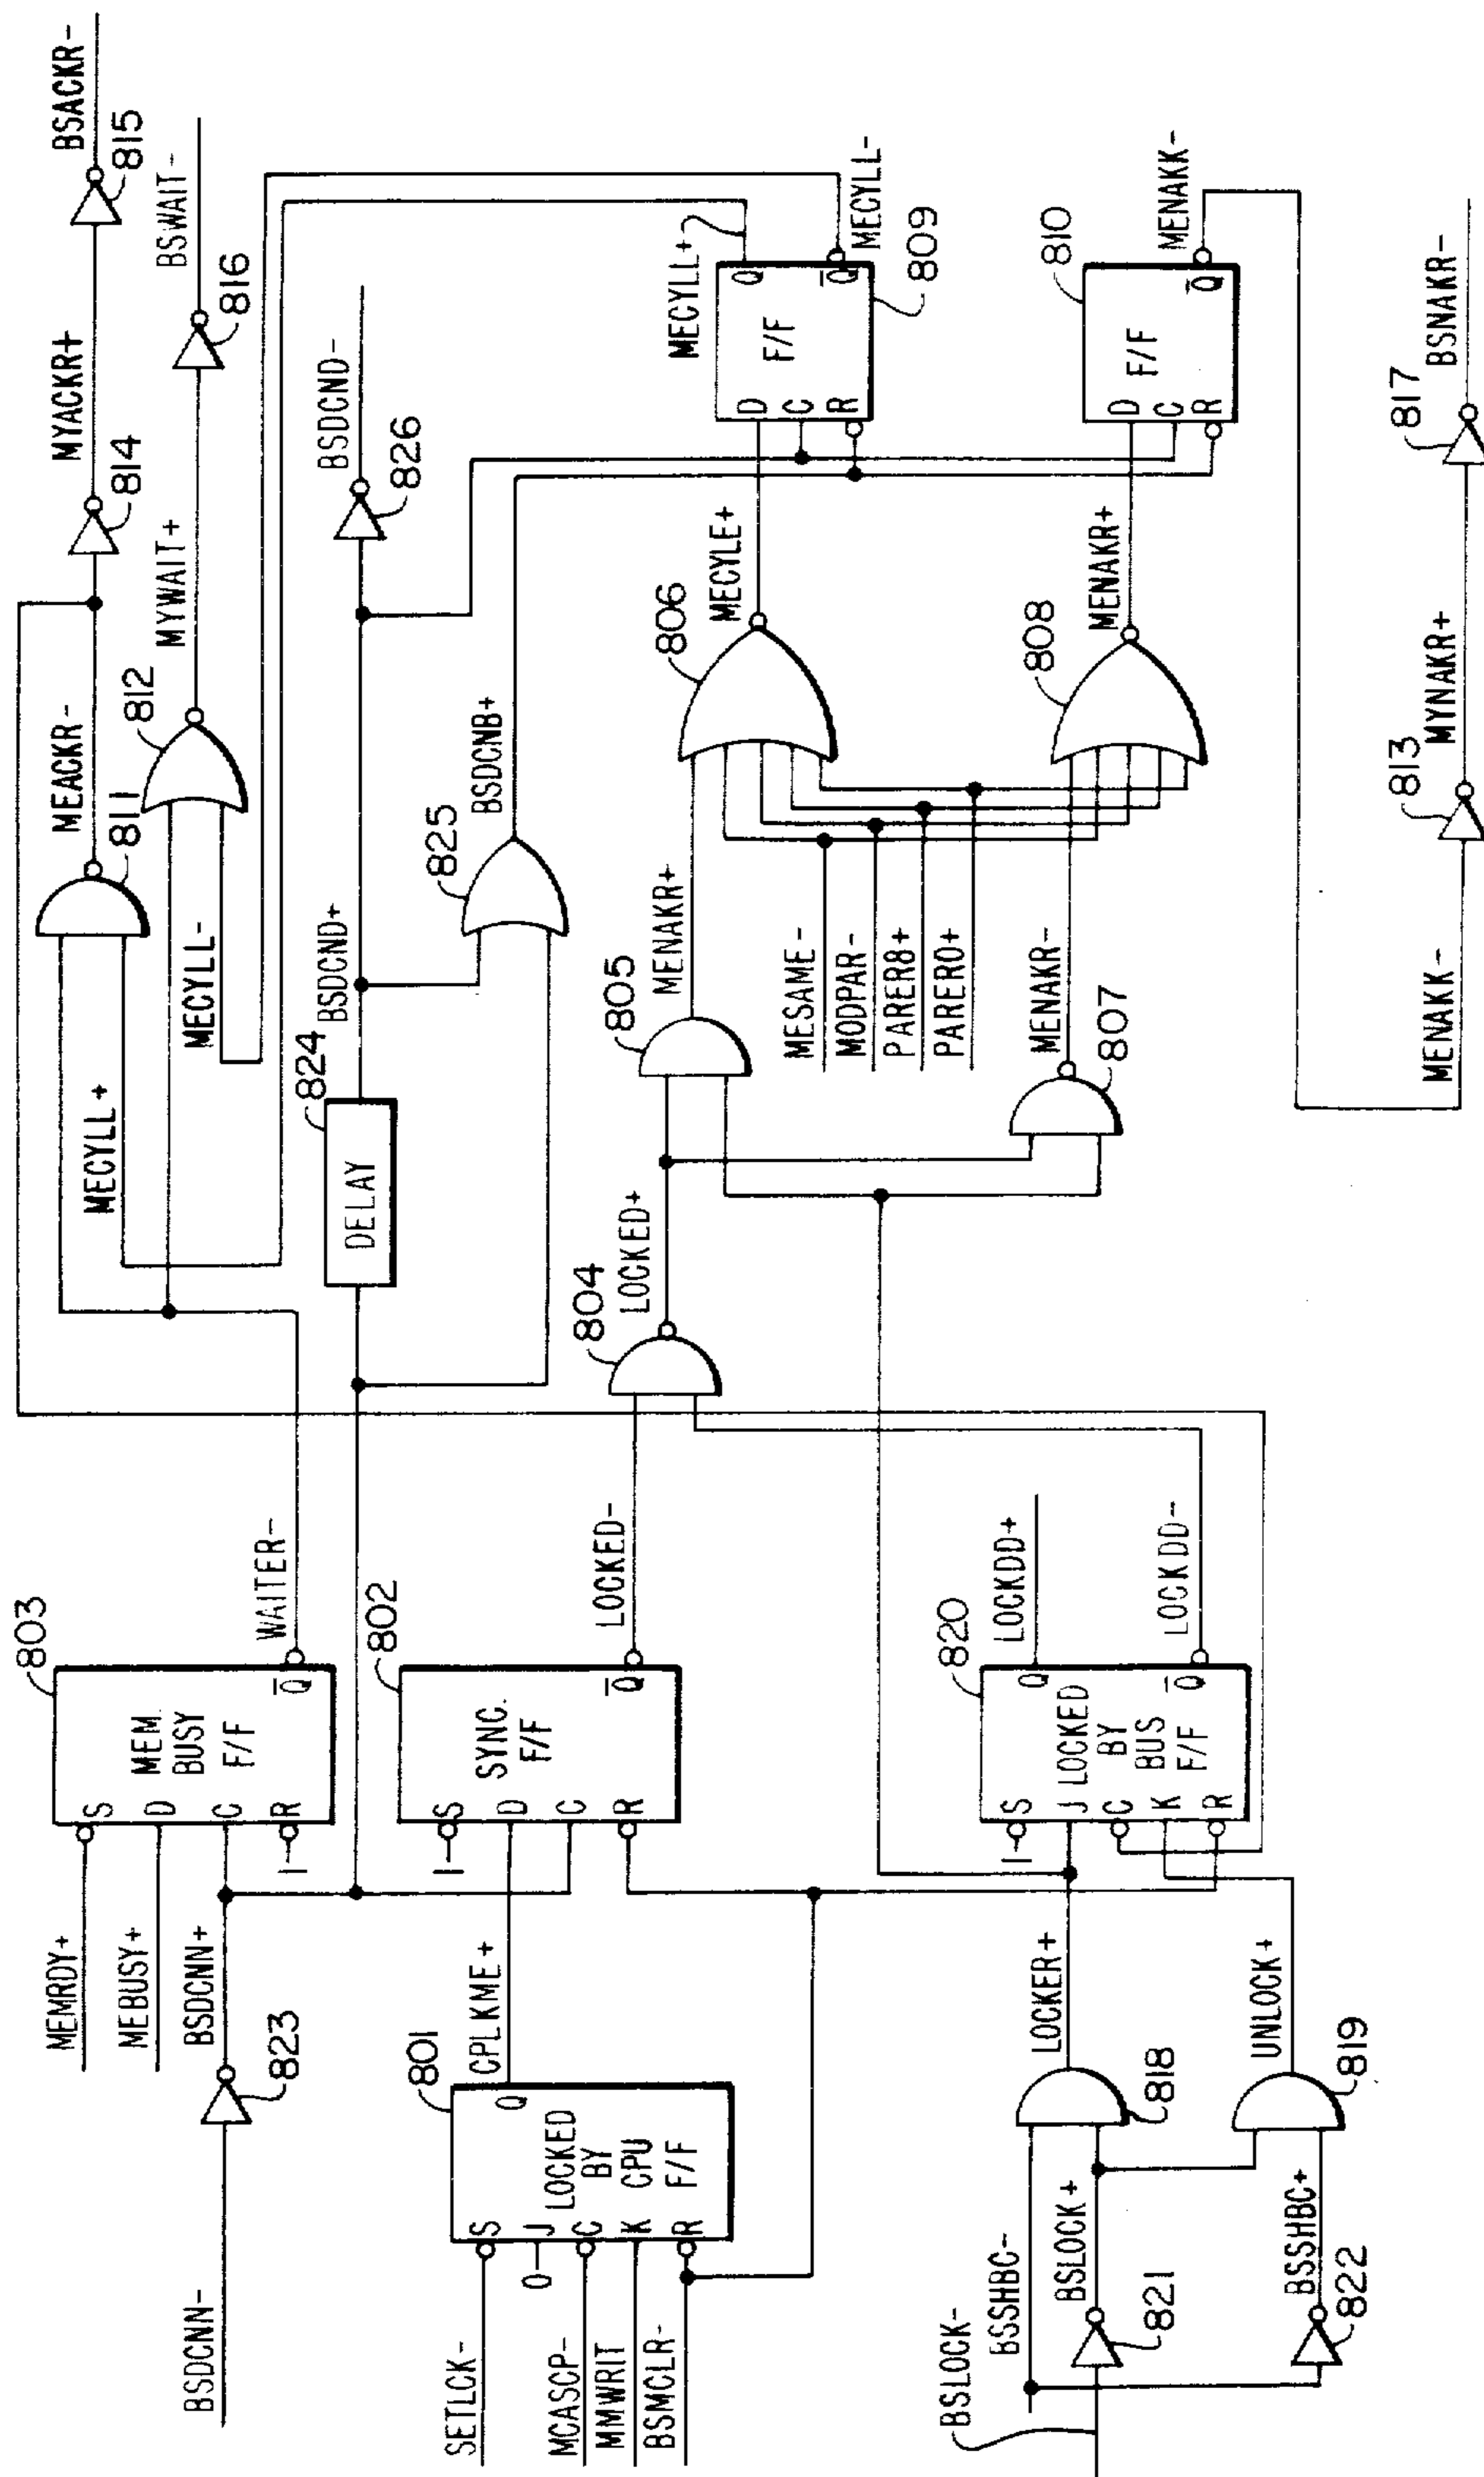 803
MEM.
BUSY
F/F
S
D
C
R
Q
1
MEMRDY+
MEBUSY+
BSDCNN+
BSDCNN-
823
WAITER-
802
SYNC.
F/F
S
D
C
R
Q
1
LOCKED-
801
LOCKED
BY
CPU
F/F
S
J
C
K
R
Q
0
CPLKME+
SETLCK-
MCASCP-
MMWRIT
BSMCLR-
820
LOCKED
BY
BUS
F/F
S
J
C
K
R
Q
Q
1
LOCKDD+
LOCKDD-
LOCKER+
818
UNLOCK+
819
BSSHBC-
BSLOCK+
BSSHBC+
BSLOCK-
821
822
MECYLL+
MECYLL-
MEACKR-
811
812
MYWAIT+
814
MYACKR+
815
BSACKR-
816
BSWAIT-
824
DELAY
BSDCND+
825
BSDCNB+
826
BSDCND-
804
LOCKED+
805
MENAKR+
MESAME-
MODPAR-
PARER8+
PARER0+
MENAKR-
807
806
MECYLE+
808
MENAKR+
MECYLL+
D
C
R
F/F
Q
Q
MECYLL-
809
810
D
C
R
F/F
Q
MENAKK-
MENAKK-
813
MYNAKR+
817
BSNAKR-